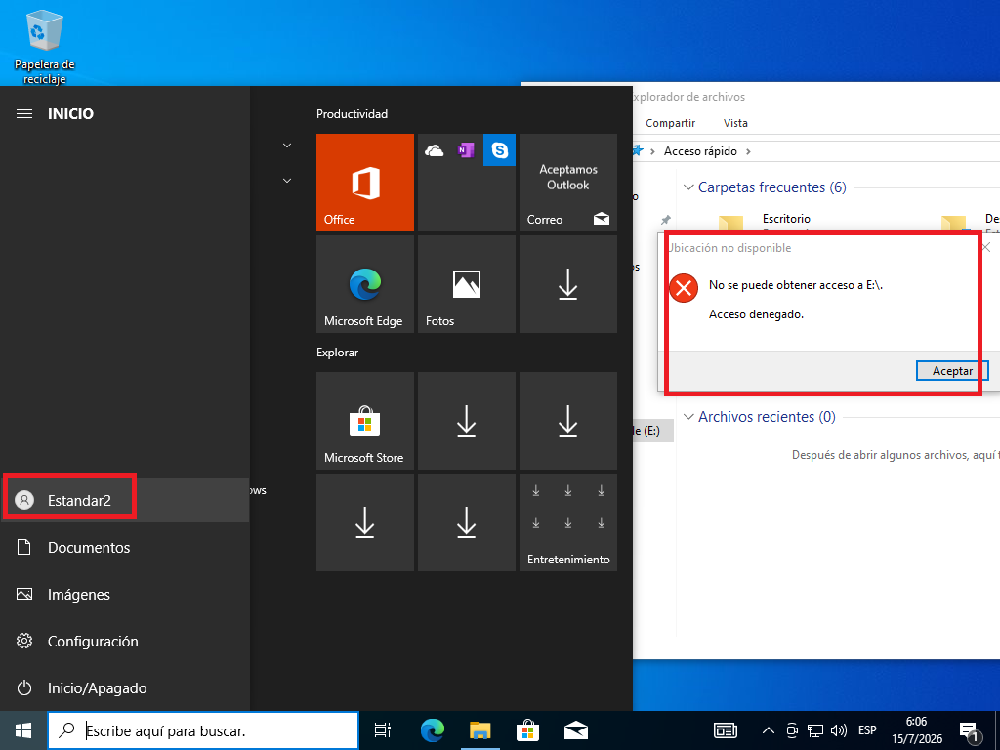 Papelera de
reciclaje
INICIO
Productividad
Office
Aceptamos
Outlook
Correo
Microsoft Edge
Fotos
Explorar
Microsoft Store
Entretenimiento
Estandar2
Documentos
Imágenes
Configuración
Inicio/Apagado
ows
Explorador de archivos
Compartir
Vista
Acceso rápido
Carpetas frecuentes (6)
Escritorio
De
Ubicación no disponible
No se puede obtener acceso a E:\.
Acceso denegado.
Aceptar
(E:)
Archivos recientes (0)
Después de abrir algunos archivos, aquí
Escribe aquí para buscar.
ESP
6:06
15/7/2026
1